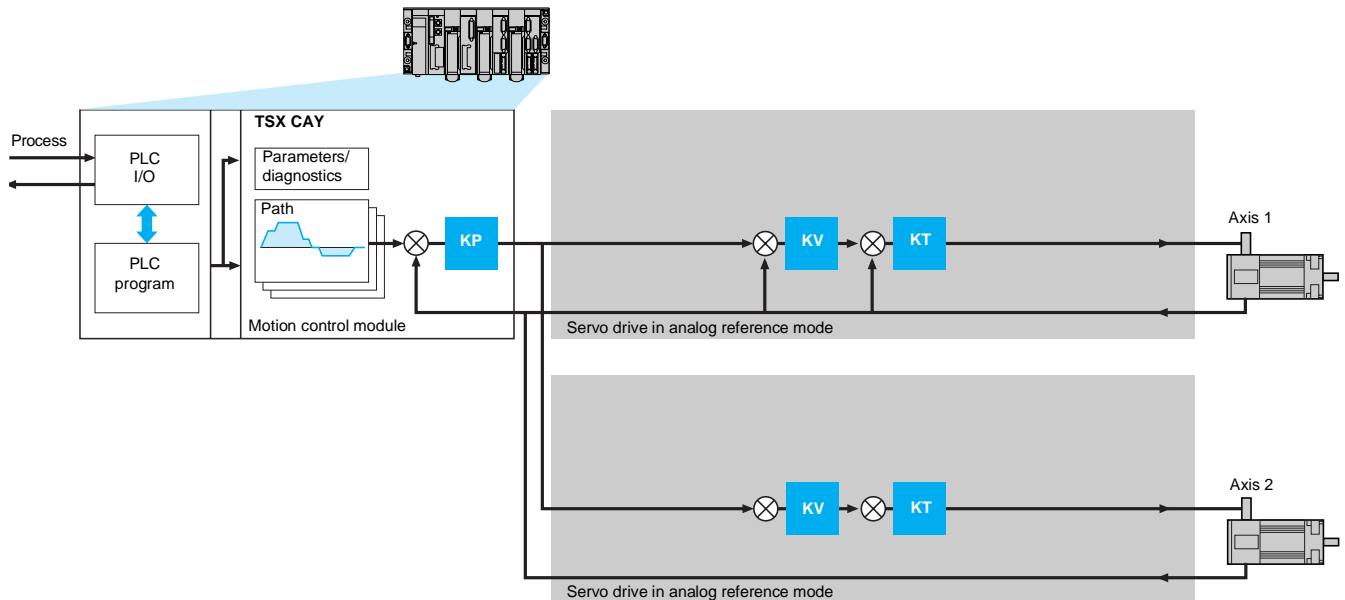 Process
PLC
I/O
PLC
program
TSX CAY
Parameters/
diagnostics
Path
KP
Motion control module
KV
KT
Axis 1
Servo drive in analog reference mode
KV
KT
Axis 2
Servo drive in analog reference mode